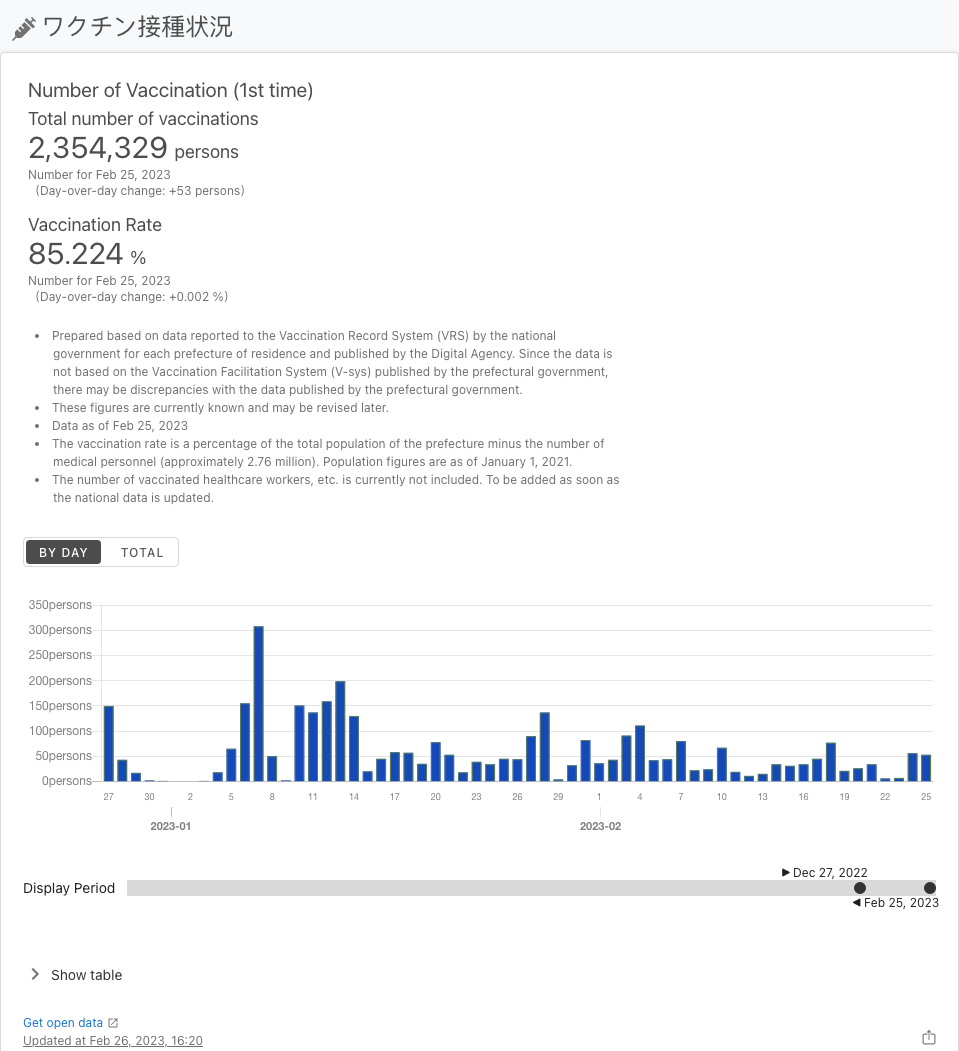 ワクチン接種状況
Number of Vaccination (1st time)
Total number of vaccinations
2,354,329 persons
Number for Feb 25, 2023
(Day-over-day change: +53 persons)
Vaccination Rate
85.224 %
Number for Feb 25, 2023
(Day-over-day change: +0.002 %)
• Prepared based on data reported to the Vaccination Record System (VRS) by the national
government for each prefecture of residence and published by the Digital Agency. Since the data is
not based on the Vaccination Facilitation System (V-sys) published by the prefectural government,
there may be discrepancies with the data published by the prefectural government.
• These figures are currently known and may be revised later.
• Data as of Feb 25, 2023
• The vaccination rate is a percentage of the total population of the prefecture minus the number of
medical personnel (approximately 2.76 million). Population figures are as of January 1, 2021.
• The number of vaccinated healthcare workers, etc. is currently not included. To be added as soon as
the national data is updated.
BY DAY TOTAL
350persons
300persons
250persons
200persons
150persons
100persons
50persons
0persons
27 30 2 5 8 11 14 17 20 23 26 29 1 4 7 10 13 16 19 22 25
2023-01 2023-02
▶ Dec 27, 2022
Display Period
◀ Feb 25, 2023
Show table
Get open data
Updated at Feb 26, 2023, 16:20